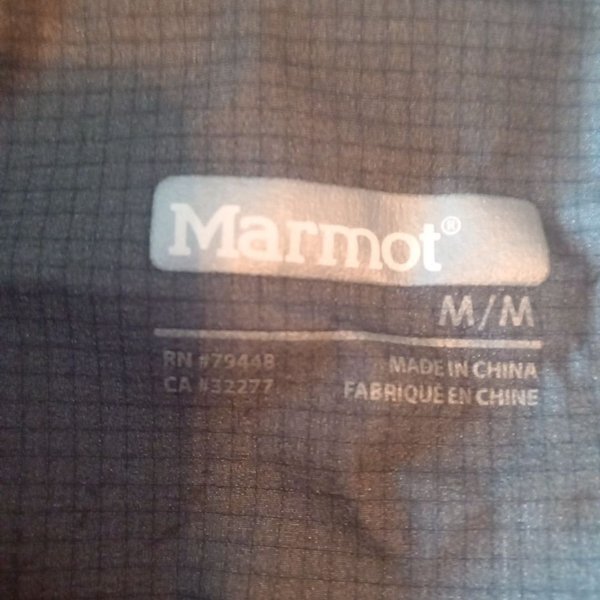 Marmot®
M/M
RN #79448
CA #32277
MADE IN CHINA
FABRIQUÉ EN CHINE